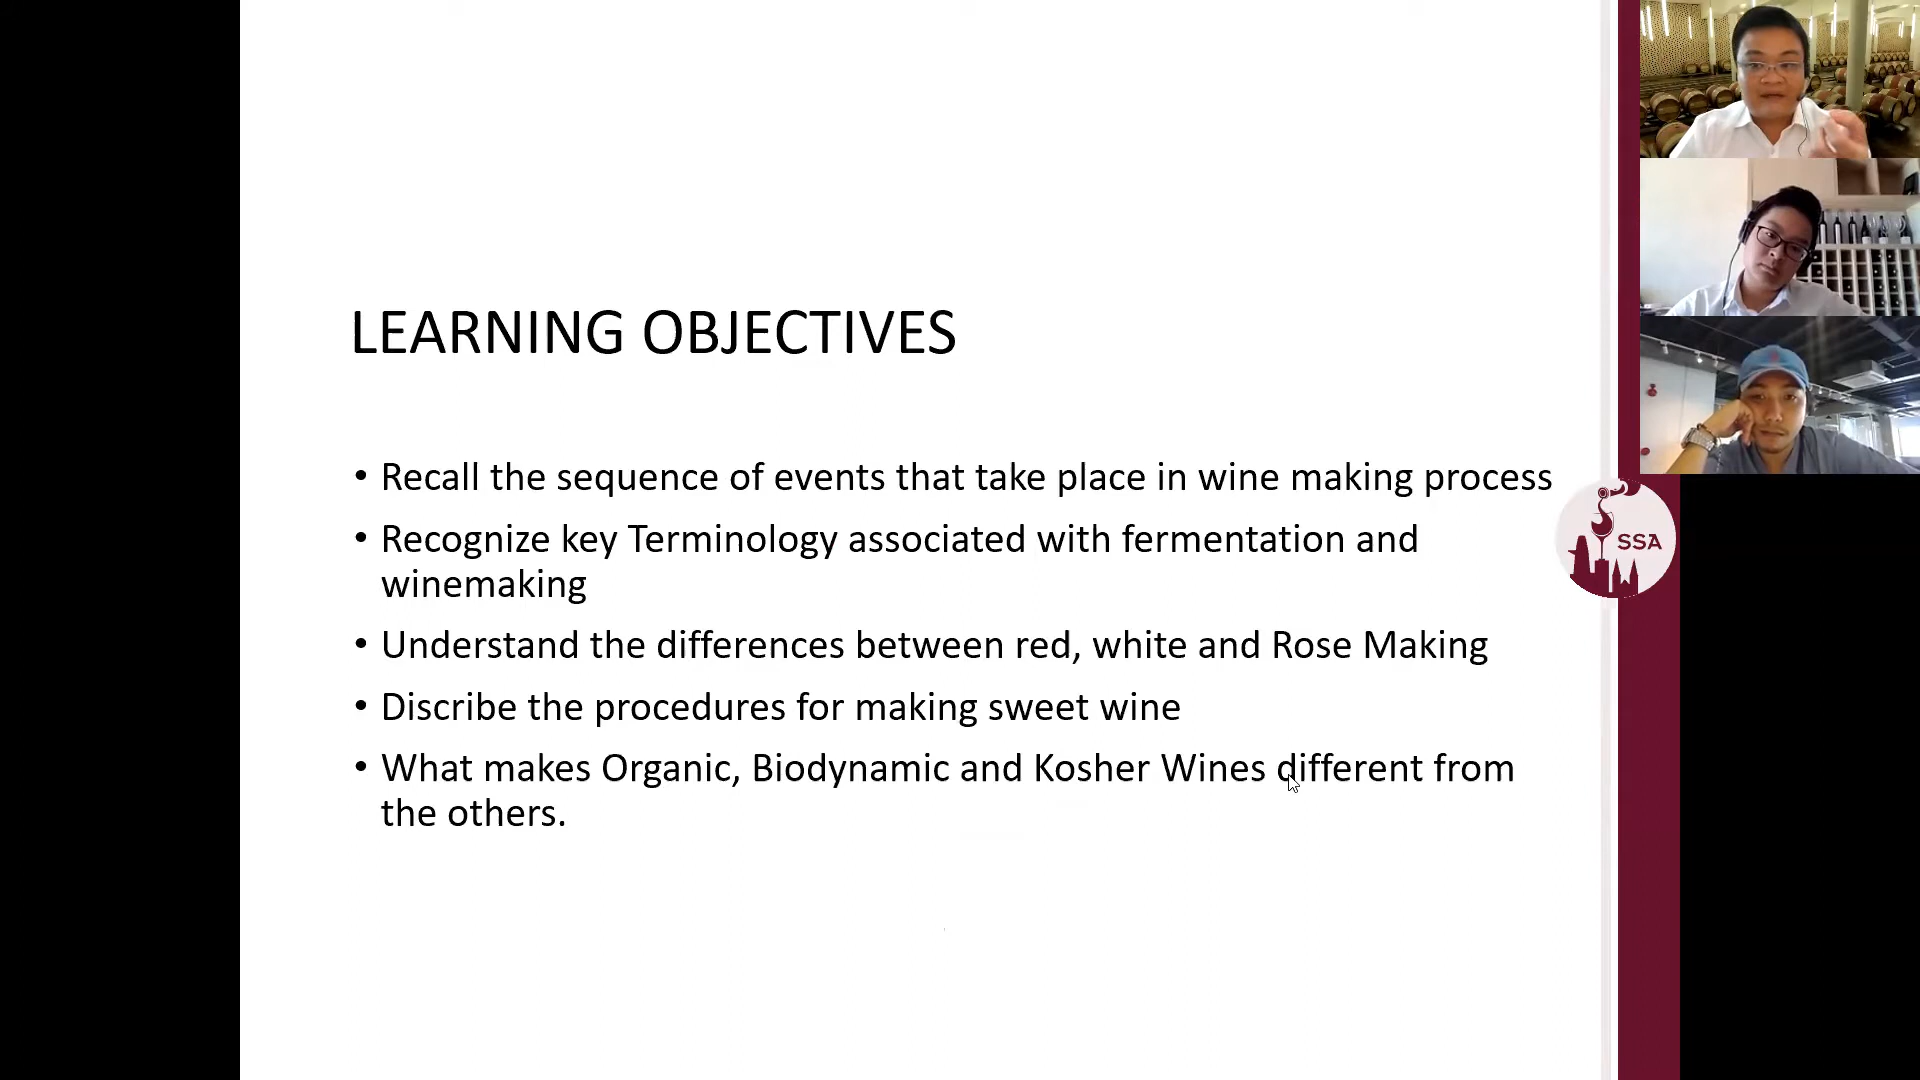 LEARNING OBJECTIVES
• Recall the sequence of events that take place in wine making process
• Recognize key Terminology associated with fermentation and
winemaking
• Understand the differences between red, white and Rose Making
• Discribe the procedures for making sweet wine
• What makes Organic, Biodynamic and Kosher Wines different from
the others.
SSA